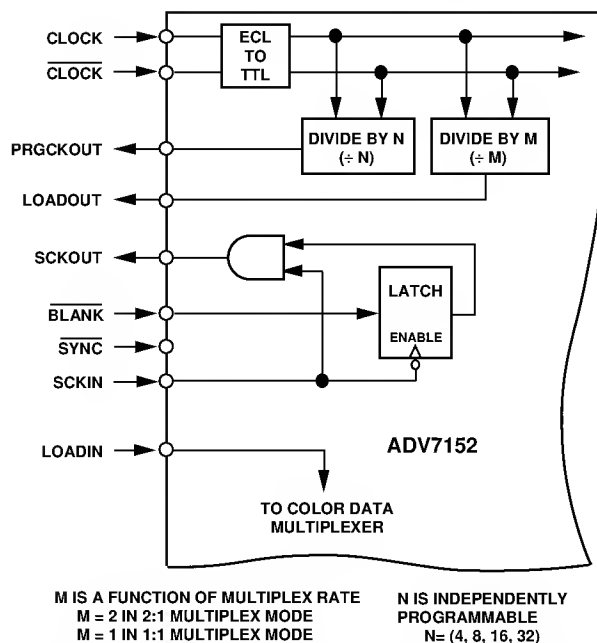 CLOCK
ECL
TO
TTL
CLOCK
PRGCKOUT
DIVIDE BY N
(÷ N)
DIVIDE BY M
(÷ M)
LOADOUT
SCKOUT
LATCH
BLANK
ENABLE
SYNC
SCKIN
ADV7152
LOADIN
TO COLOR DATA
MULTIPLEXER
M IS A FUNCTION OF MULTIPLEX RATE
M = 2 IN 2:1 MULTIPLEX MODE
M = 1 IN 1:1 MULTIPLEX MODE
N IS INDEPENDENTLY
PROGRAMMABLE
N= (4, 8, 16, 32)